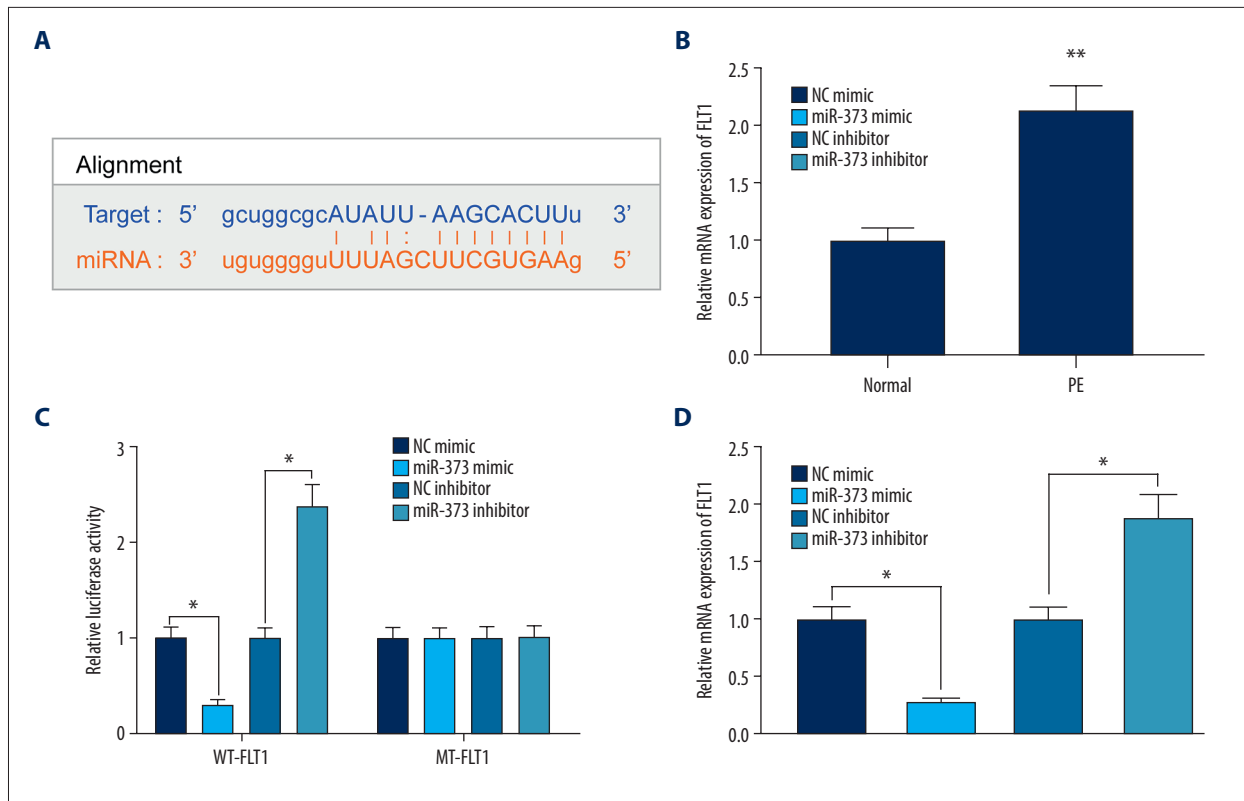 A
Alignment
Target : 5’ gcuggcgcAUAUU - AAGCACUUu 3’
miRNA : 3’ ugugggguUUUAGCUUCGUGAAg 5’
B
**
Relative mRNA expression of FLT1
2.5
2.0
1.5
1.0
0.5
0.0
NC mimic
miR-373 mimic
NC inhibitor
miR-373 inhibitor
Normal PE
C
Relative luciferase activity
3
2
1
0
*
*
NC mimic
miR-373 mimic
NC inhibitor
miR-373 inhibitor
WT-FLT1 MT-FLT1
D
Relative mRNA expression of FLT1
2.5
2.0
1.5
1.0
0.5
0.0
NC mimic
miR-373 mimic
NC inhibitor
miR-373 inhibitor
*
*